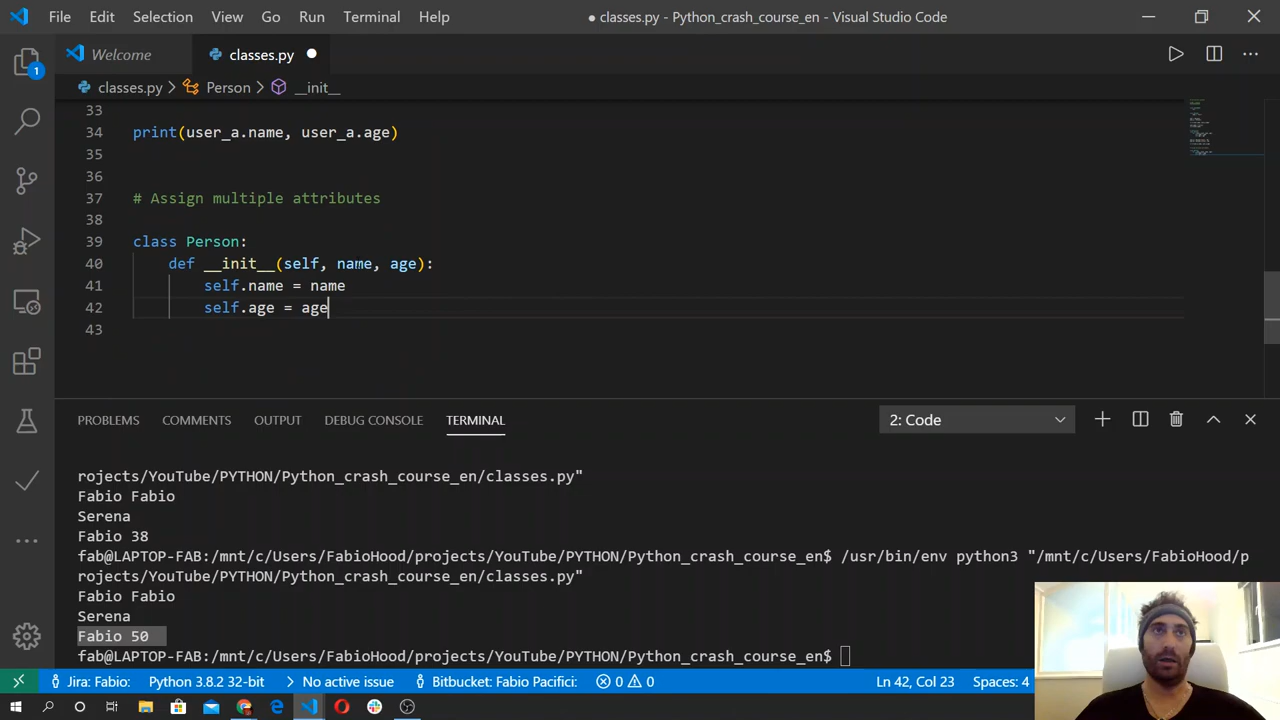 File Edit Selection View Go Run Terminal Help ● classes.py - Python_crash_course_en - Visual Studio Code
1
Welcome classes.py
classes.py > Person > __init__
33
34 print(user_a.name, user_a.age)
35
36
37 # Assign multiple attributes
38
39 class Person:
40 def __init__(self, name, age):
41 self.name = name
42 self.age = age
43
PROBLEMS COMMENTS OUTPUT DEBUG CONSOLE TERMINAL 2: Code
rojects/YouTube/PYTHON/Python_crash_course_en/classes.py"
Fabio Fabio
Serena
Fabio 38
fab@LAPTOP-FAB:/mnt/c/Users/FabioHood/projects/YouTube/PYTHON/Python_crash_course_en$ /usr/bin/env python3 "/mnt/c/Users/FabioHood/p
rojects/YouTube/PYTHON/Python_crash_course_en/classes.py"
Fabio Fabio
Serena
Fabio 50
fab@LAPTOP-FAB:/mnt/c/Users/FabioHood/projects/YouTube/PYTHON/Python_crash_course_en$
Jira: Fabio: Python 3.8.2 32-bit No active issue Bitbucket: Fabio Pacifici: 0 0 Ln 42, Col 23 Spaces: 4